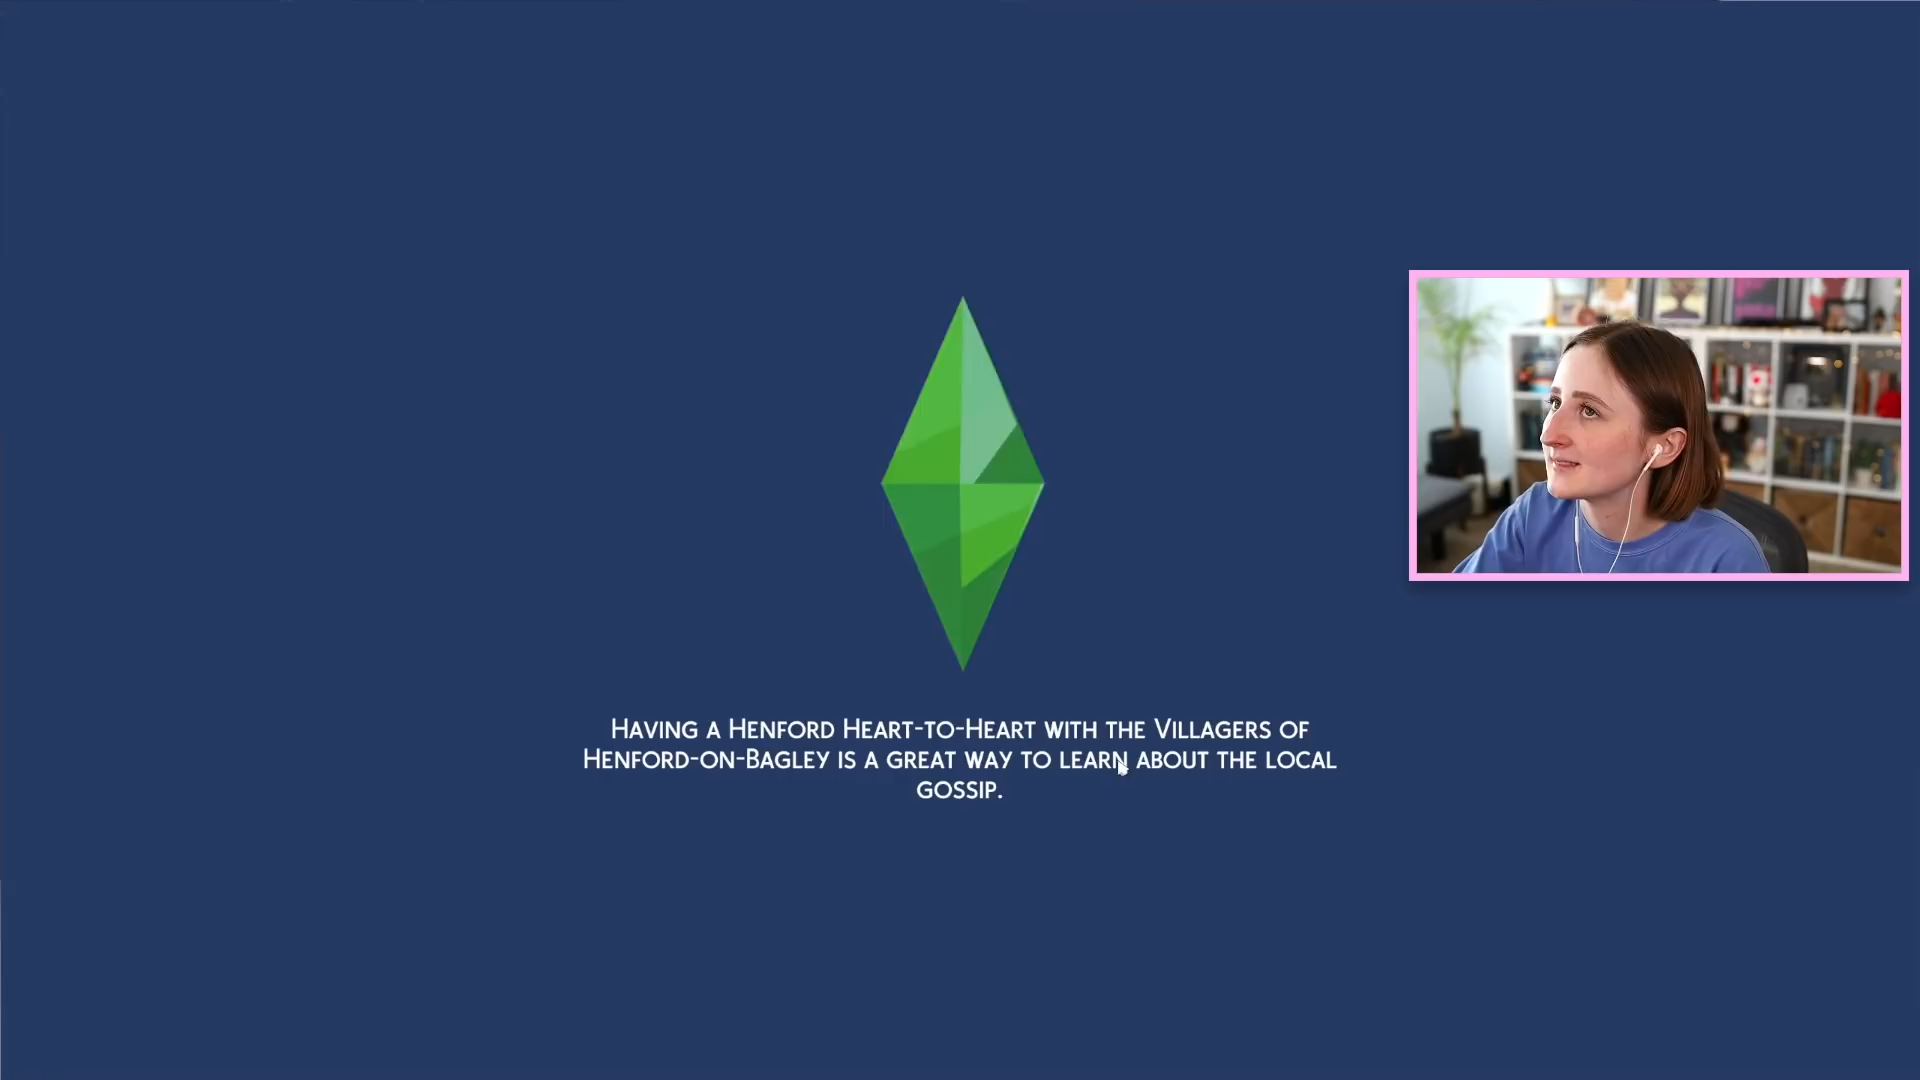 Having a Henford Heart-to-Heart with the Villagers of
Henford-on-Bagley is a great way to learn about the local
gossip.